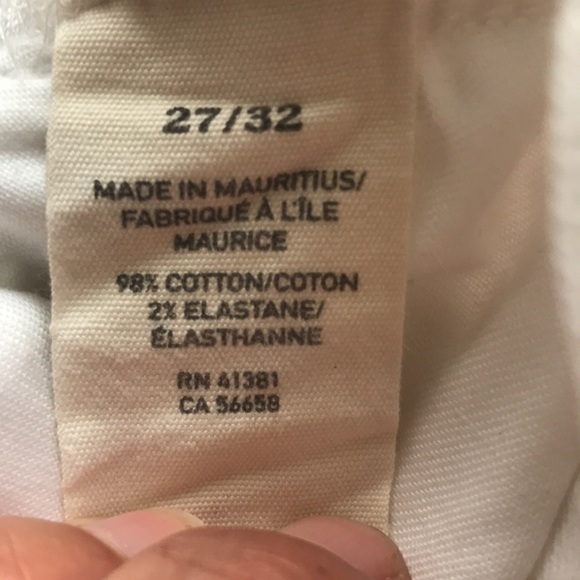 27/32
MADE IN MAURITIUS/
FABRIQUÉ À L'ÎLE
MAURICE
98% COTTON/COTON
2% ELASTANE/
ÉLASTHANNE
RN 41381
CA 56658